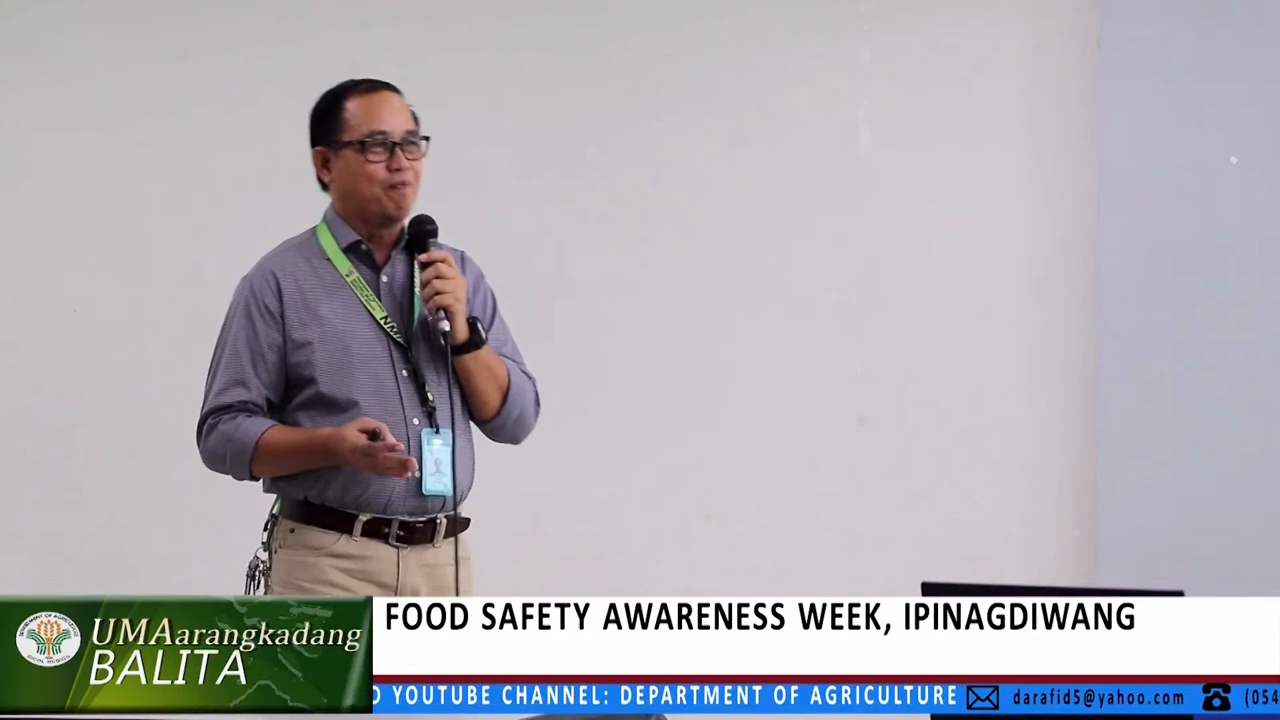 FOOD SAFETY AWARENESS WEEK, IPINAGDIWANG
UMAarangkadang
BALITA
O YOUTUBE CHANNEL: DEPARTMENT OF AGRICULTURE darafid5@yahoo.com (054